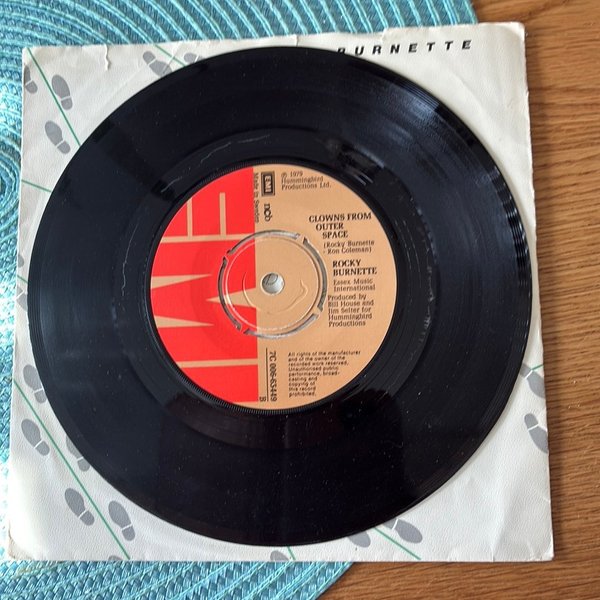 BURNETTE
EMI
EMI
ncb
Made in Sweden
℗ 1979
Hummingbird
Productions Ltd.
CLOWNS FROM
OUTER
SPACE
(Rocky Burnette
- Ron Coleman)
ROCKY
BURNETTE
Essex Music
International
Produced by
Bill House and
Jim Seiter for
Hummingbird
Productions
7C 006-63449
B
All rights of the manufacturer
and of the owner of the
recorded work reserved.
Unauthorised public
performance, broad-
casting and
copying of
this record
prohibited.